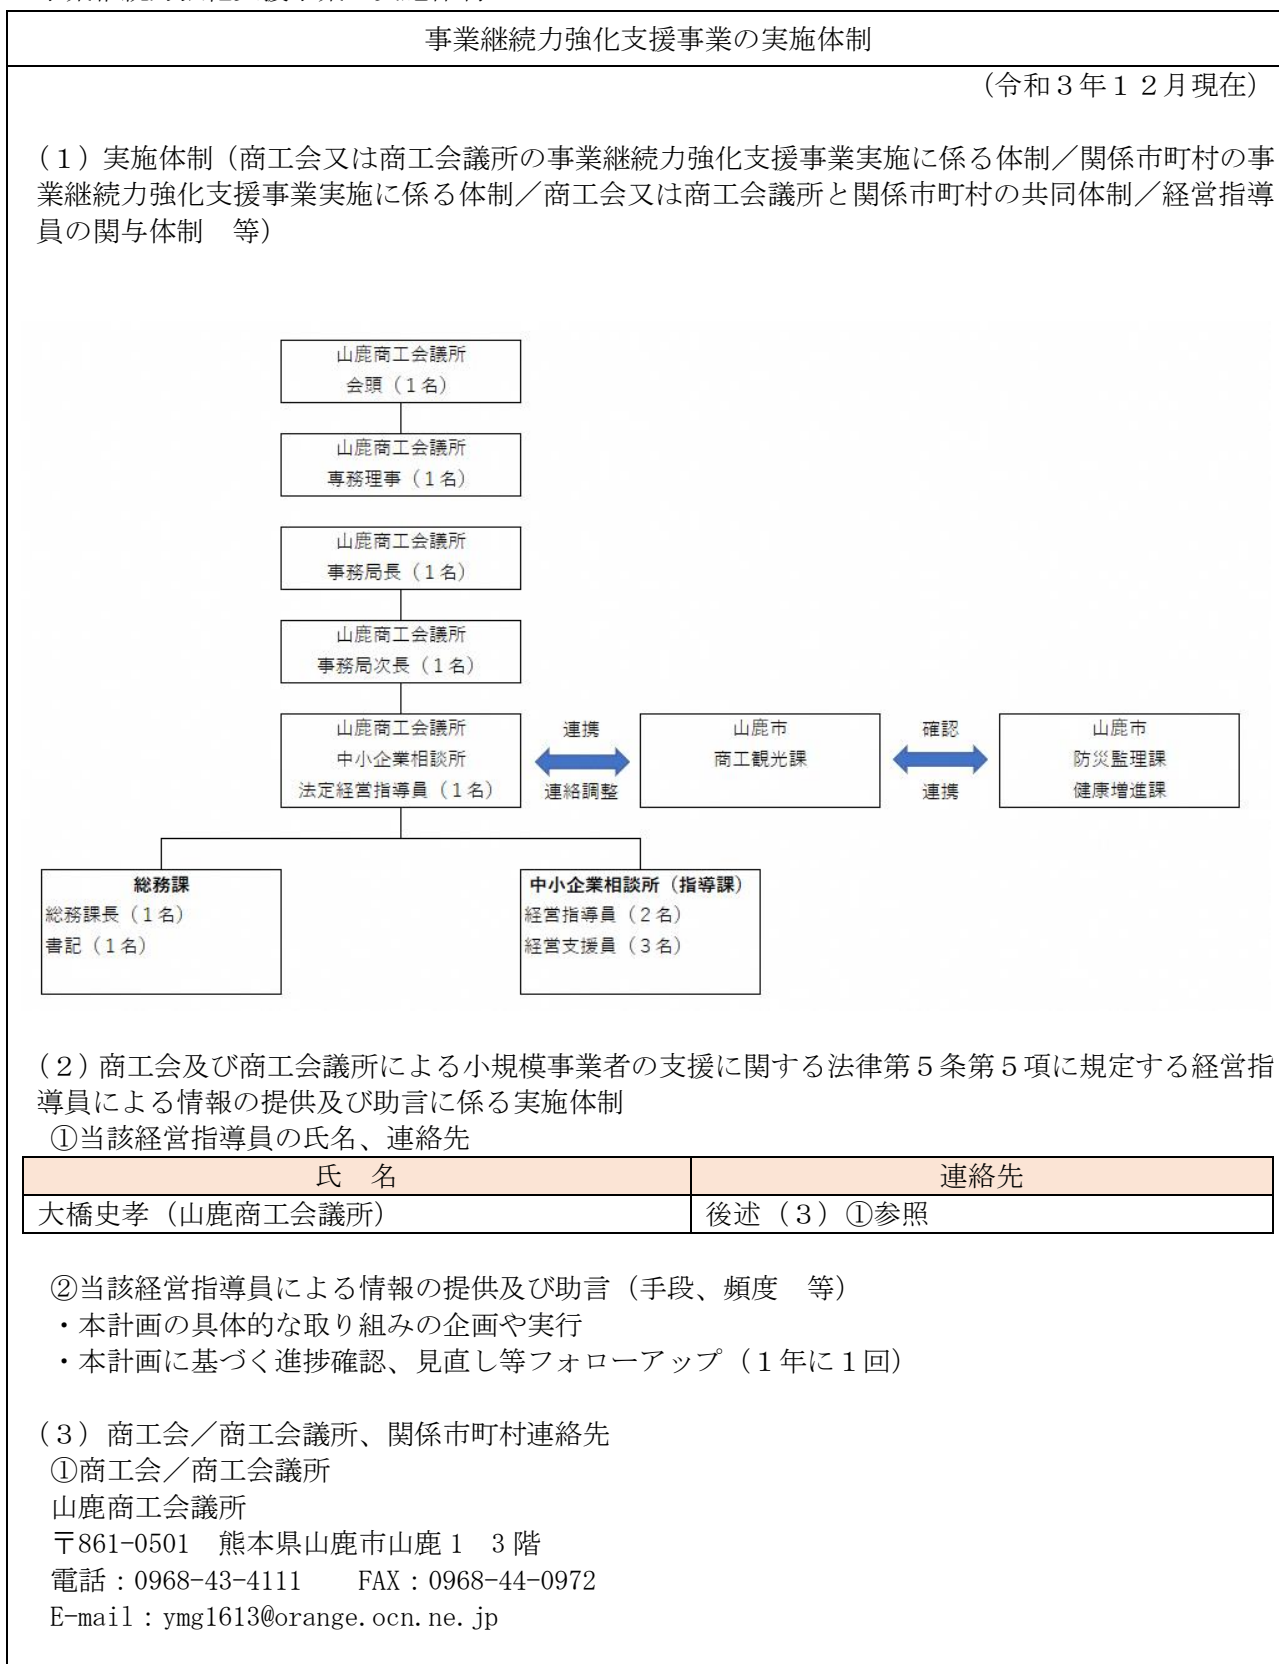 事業継続力強化支援事業の実施体制
（令和３年１２月現在）
（１）実施体制（商工会又は商工会議所の事業継続力強化支援事業実施に係る体制／関係市町村の事
業継続力強化支援事業実施に係る体制／商工会又は商工会議所と関係市町村の共同体制／経営指導
員の関与体制　等）
山鹿商工会議所
会頭（１名）
山鹿商工会議所
専務理事（１名）
山鹿商工会議所
事務局長（１名）
山鹿商工会議所
事務局次長（１名）
山鹿商工会議所
中小企業相談所
法定経営指導員（１名）
連携
連絡調整
山鹿市
商工観光課
確認
連携
山鹿市
防災監理課
健康増進課
総務課
総務課長（１名）
書記（１名）
中小企業相談所（指導課）
経営指導員（２名）
経営支援員（３名）
（２）商工会及び商工会議所による小規模事業者の支援に関する法律第５条第５項に規定する経営指
導員による情報の提供及び助言に係る実施体制
①当該経営指導員の氏名、連絡先
氏　名
連絡先
大橋史孝（山鹿商工会議所）
後述（３）①参照
②当該経営指導員による情報の提供及び助言（手段、頻度　等）
・本計画の具体的な取り組みの企画や実行
・本計画に基づく進捗確認、見直し等フォローアップ（１年に１回）
（３）商工会／商工会議所、関係市町村連絡先
①商工会／商工会議所
山鹿商工会議所
〒861-0501　熊本県山鹿市山鹿１　３階
電話：0968-43-4111　　FAX：0968-44-0972
E-mail：ymg1613@orange.ocn.ne.jp